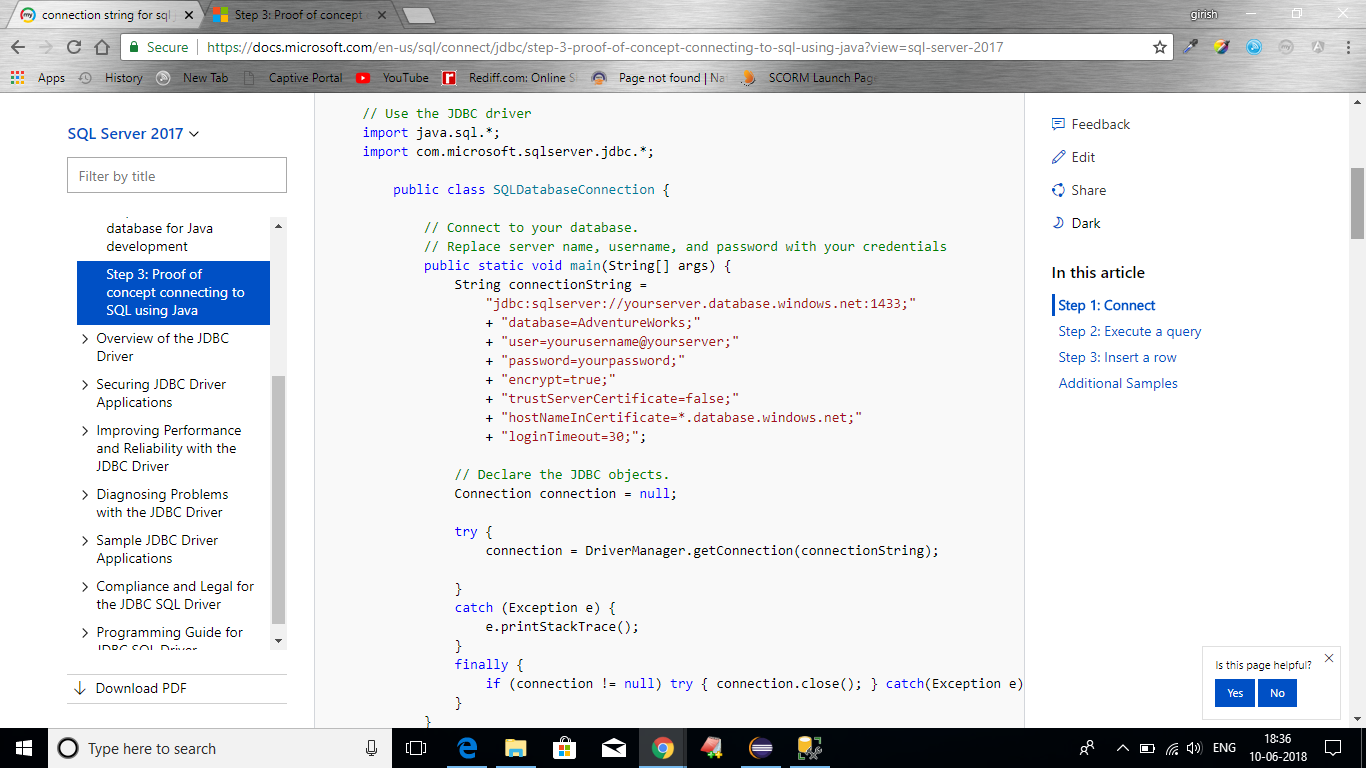 connection string for sql
Step 3: Proof of concept
girish
Secure
https://docs.microsoft.com/en-us/sql/connect/jdbc/step-3-proof-of-concept-connecting-to-sql-using-java?view=sql-server-2017
Apps
History
New Tab
Captive Portal
YouTube
Rediff.com: Online S
Page not found | Na
SCORM Launch Pag
SQL Server 2017
Filter by title
database for Java
development
Step 3: Proof of
concept connecting to
SQL using Java
Overview of the JDBC
Driver
Securing JDBC Driver
Applications
Improving Performance
and Reliability with the
JDBC Driver
Diagnosing Problems
with the JDBC Driver
Sample JDBC Driver
Applications
Compliance and Legal for
the JDBC SQL Driver
Programming Guide for
JDBC SQL Driver
Download PDF
// Use the JDBC driver
import java.sql.*;
import com.microsoft.sqlserver.jdbc.*;
public class SQLDatabaseConnection {
// Connect to your database.
// Replace server name, username, and password with your credentials
public static void main(String[] args) {
String connectionString =
"jdbc:sqlserver://yourserver.database.windows.net:1433;"
+ "database=AdventureWorks;"
+ "user=yourusername@yourserver;"
+ "password=yourpassword;"
+ "encrypt=true;"
+ "trustServerCertificate=false;"
+ "hostNameInCertificate=*.database.windows.net;"
+ "loginTimeout=30;";
// Declare the JDBC objects.
Connection connection = null;
try {
connection = DriverManager.getConnection(connectionString);
}
catch (Exception e) {
e.printStackTrace();
}
finally {
if (connection != null) try { connection.close(); } catch(Exception e)
}
}
Feedback
Edit
Share
Dark
In this article
Step 1: Connect
Step 2: Execute a query
Step 3: Insert a row
Additional Samples
Is this page helpful?
Yes
No
Type here to search
ENG
18:36
10-06-2018